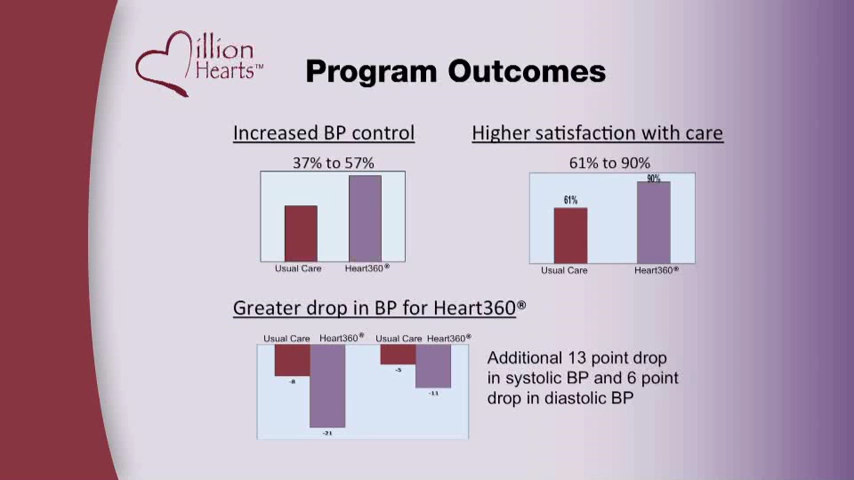 Million
Hearts™
Program Outcomes
Increased BP control
37% to 57%
Usual Care Heart360®
Higher satisfaction with care
61% to 90%
61%
90%
Usual Care Heart360®
Greater drop in BP for Heart360®
Usual Care Heart360® Usual Care Heart360®
-8
-21
-5
-11
Additional 13 point drop
in systolic BP and 6 point
drop in diastolic BP